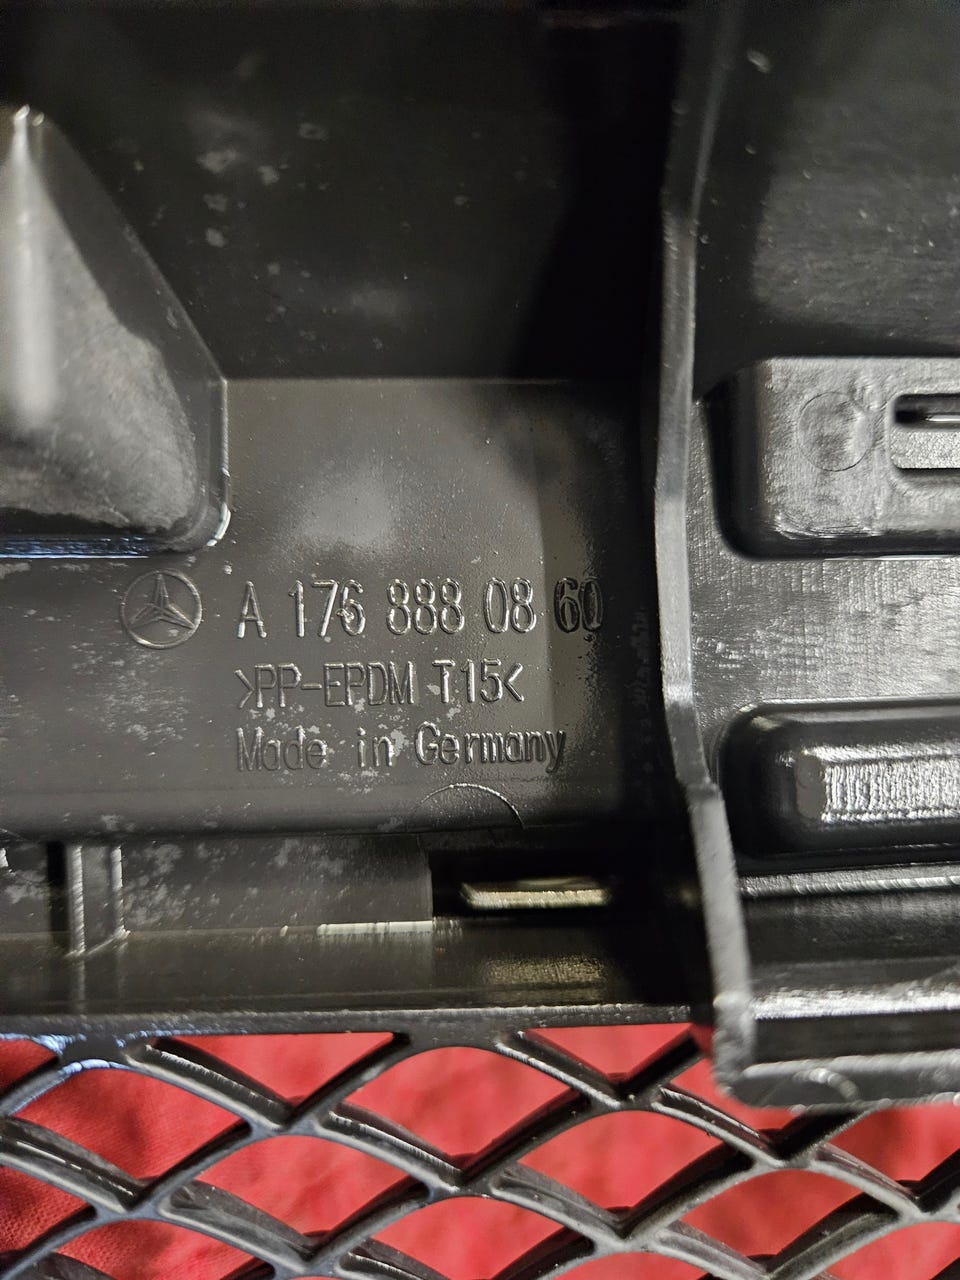 A 176 888 08 60
>PP-EPDM T15<
Made in Germany